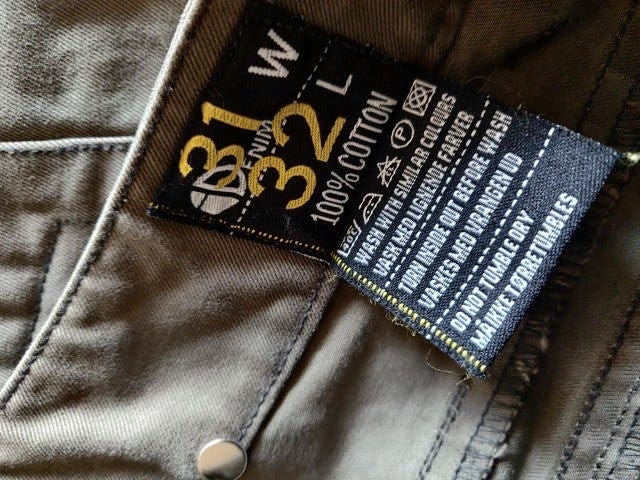 31 W
DENIM
32 L
100% COTTON
WASH WITH SIMILAR COLOURS
VASK MED LIGNENDE FARVER
TURN INSIDE OUT BEFORE WASH
VASKES MED VRANGEN UD
DO NOT TUMBLE DRY
MÅ IKKE TØRRETUMBLES